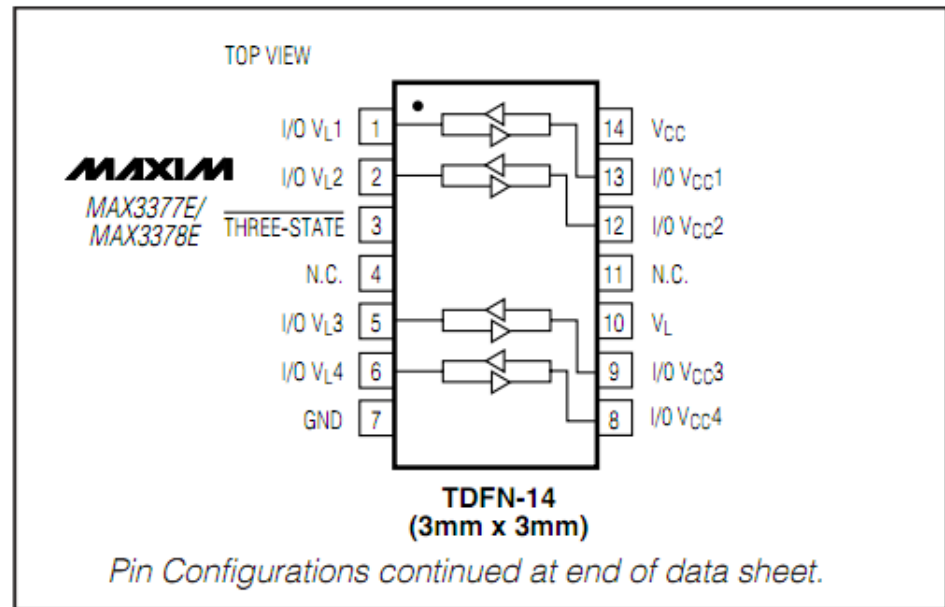 TOP VIEW
I/O VL1 1 14 VCC
MAXIM I/O VL2 2 13 I/O VCC1
MAX3377E/
MAX3378E THREE-STATE 3 12 I/O VCC2
N.C. 4 11 N.C.
I/O VL3 5 10 VL
I/O VL4 6 9 I/O VCC3
GND 7 8 I/O VCC4
TDFN-14
(3mm x 3mm)
Pin Configurations continued at end of data sheet.